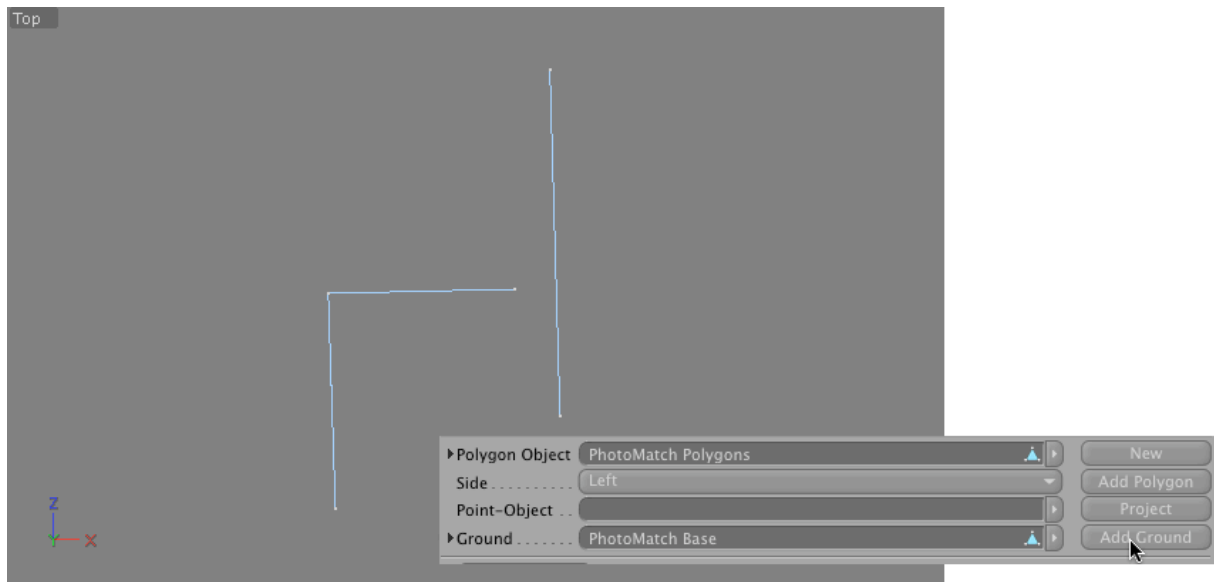 Top
Polygon Object PhotoMatch Polygons New
Side . . . . . . . . . . Left Add Polygon
Point-Object . . Project
Ground . . . . . . . PhotoMatch Base Add Ground
Z
Y X